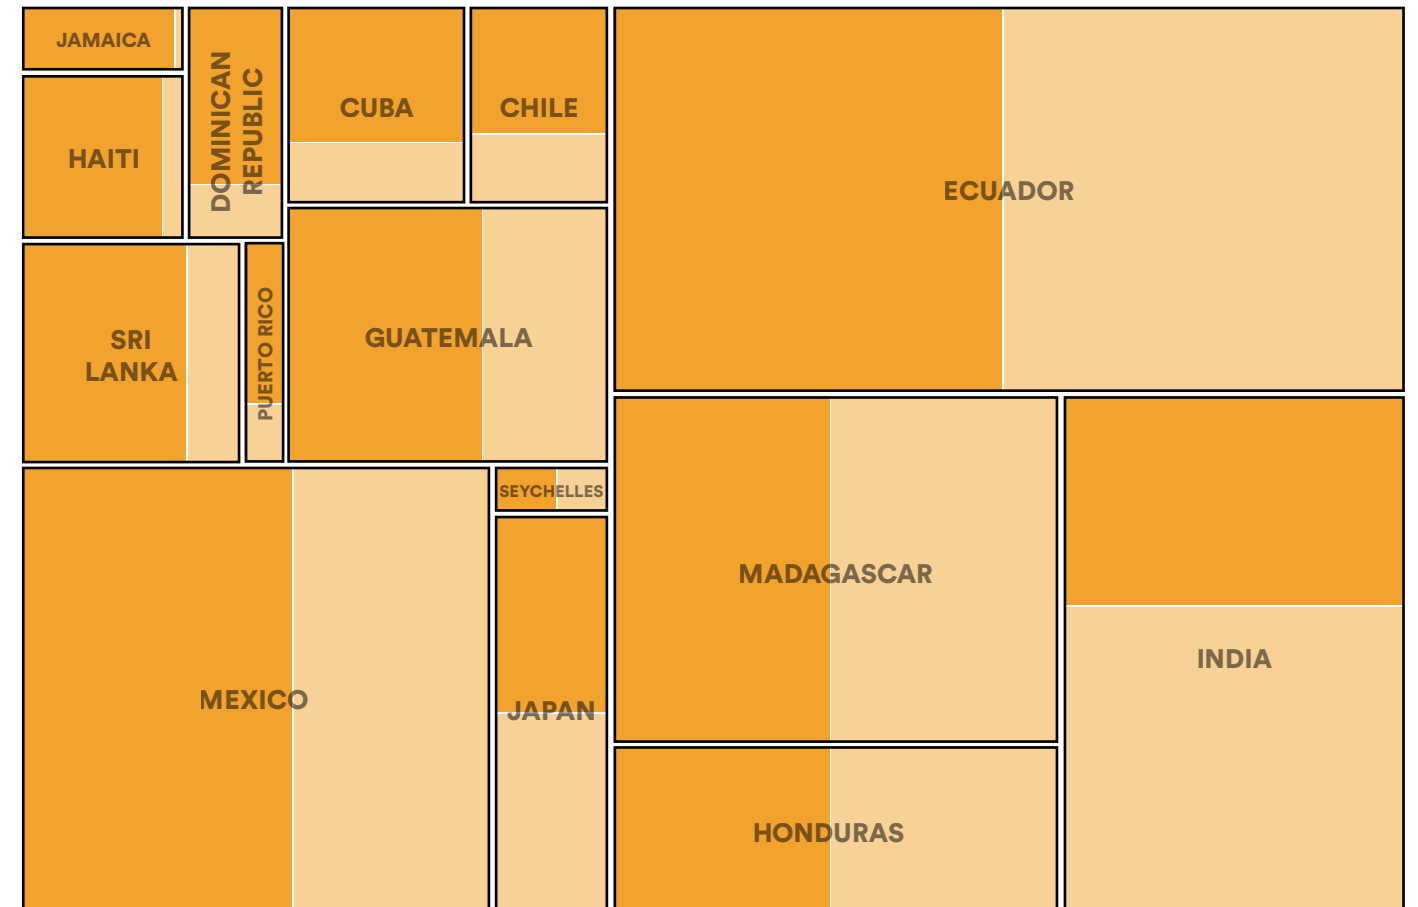 JAMAICA
HAITI
DOMINICAN
REPUBLIC
CUBA
CHILE
ECUADOR
SRI
LANKA
PUERTO RICO
GUATEMALA
SEYCHELLES
MADAGASCAR
INDIA
MEXICO
JAPAN
HONDURAS